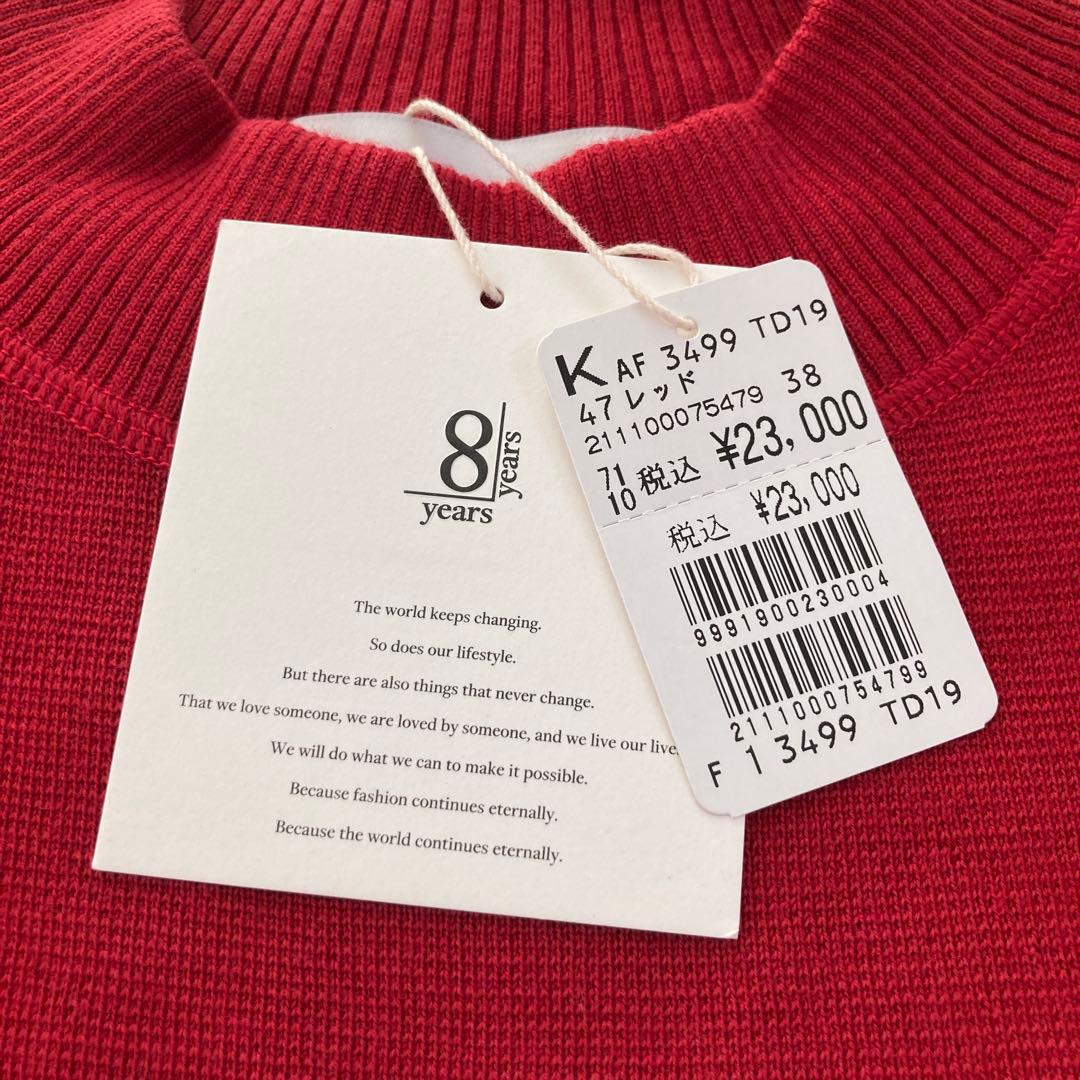 8
years
years
The world keeps changing.
So does our lifestyle.
But there are also things that never change.
That we love someone, we are loved by someone, and we live our live
We will do what we can to make it possible.
Because fashion continues eternally.
Because the world continues eternally.
K AF 3499 TD19
47 レッド
211100075479 38
71
10 税込 ¥23,000
税込 ¥23,000
9991900230004
2111000754799
F 1 3499 TD19